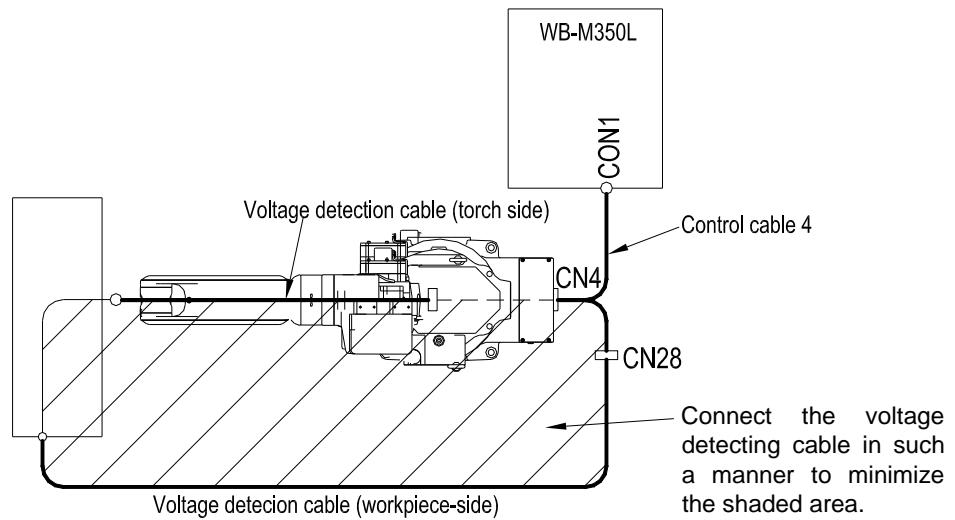 WB-M350L
CON1
Voltage detection cable (torch side)
Control cable 4
CN4
CN28
Connect the voltage
detecting cable in such
a manner to minimize
the shaded area.
Voltage detecion cable (workpiece-side)